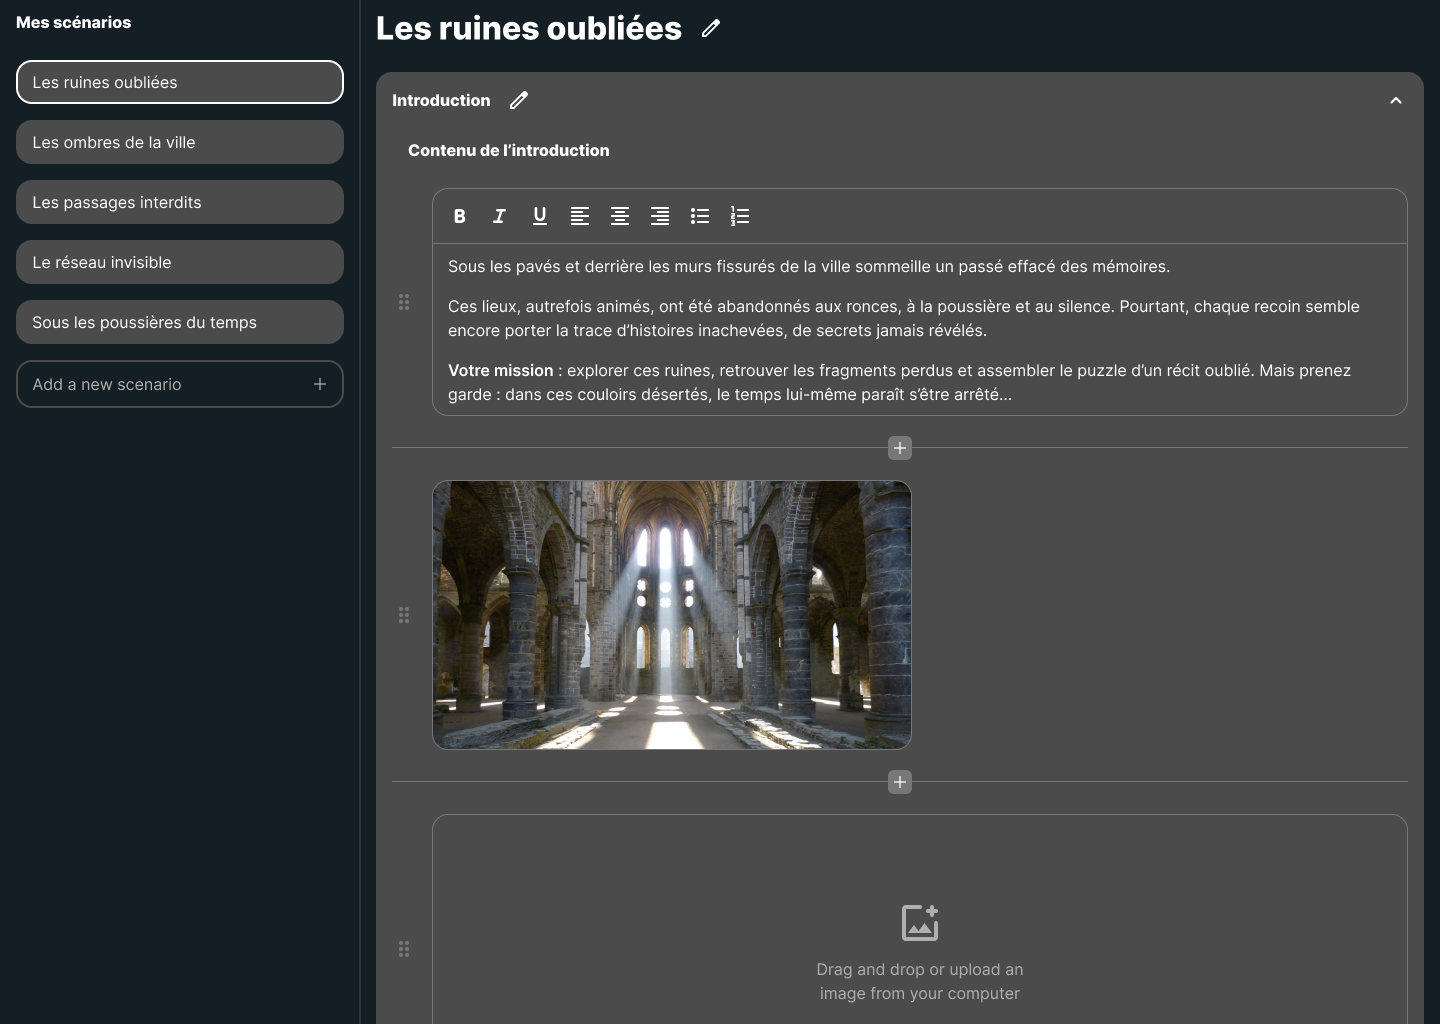 Mes scénarios
Les ruines oubliées
Les ombres de la ville
Les passages interdits
Le réseau invisible
Sous les poussières du temps
Add a new scenario
Les ruines oubliées
Introduction
Contenu de l’introduction
B I U
Sous les pavés et derrière les murs fissurés de la ville sommeille un passé effacé des mémoires.
Ces lieux, autrefois animés, ont été abandonnés aux ronces, à la poussière et au silence. Pourtant, chaque recoin semble
encore porter la trace d’histoires inachevées, de secrets jamais révélés.
Votre mission : explorer ces ruines, retrouver les fragments perdus et assembler le puzzle d’un récit oublié. Mais prenez
garde : dans ces couloirs désertés, le temps lui-même paraît s’être arrêté…
Drag and drop or upload an
image from your computer